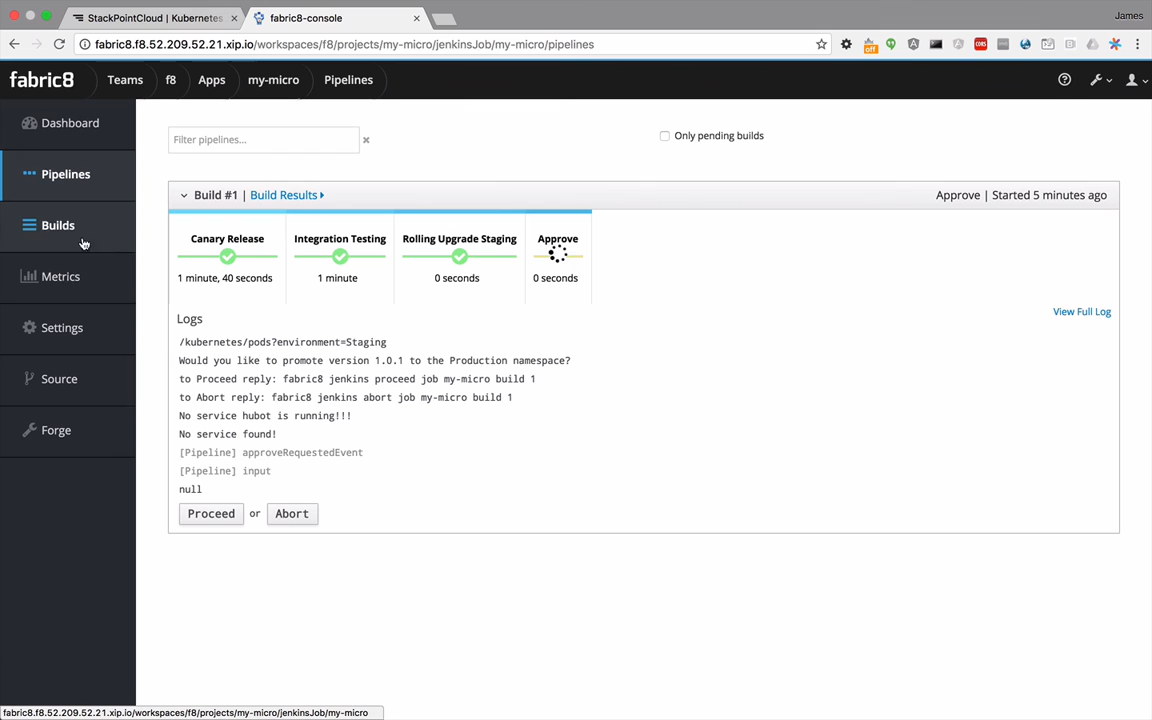 StackPointCloud | Kubernetes
fabric8-console
James
fabric8.f8.52.209.52.21.xip.io/workspaces/f8/projects/my-micro/jenkinsJob/my-micro/pipelines
off
CORS
fabric8
Teams
f8
Apps
my-micro
Pipelines
Dashboard
Pipelines
Builds
Metrics
Settings
Source
Forge
Filter pipelines...
Only pending builds
Build #1 | Build Results
Approve | Started 5 minutes ago
Canary Release
1 minute, 40 seconds
Integration Testing
1 minute
Rolling Upgrade Staging
0 seconds
Approve
0 seconds
Logs
View Full Log
/kubernetes/pods?environment=Staging
Would you like to promote version 1.0.1 to the Production namespace?
to Proceed reply: fabric8 jenkins proceed job my-micro build 1
to Abort reply: fabric8 jenkins abort job my-micro build 1
No service hubot is running!!!
No service found!
[Pipeline] approveRequestedEvent
[Pipeline] input
null
Proceed or Abort
fabric8.f8.52.209.52.21.xip.io/workspaces/f8/projects/my-micro/jenkinsJob/my-micro